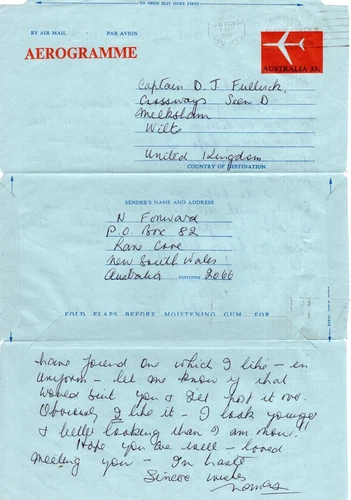 TO OPEN SLIT HERE FIRST
BY AIR MAIL PAR AVION
AEROGRAMME
AUSTRALIA 33c
Captain D. J. Fulluck.
Crossways Seen D
Melksham
Wilts
United Kingdom
COUNTRY OF DESTINATION
SENDER'S NAME AND ADDRESS
N Forward
P.O. Box 82
Lane Cove
New South Wales
Australia POSTCODE 2066
FOLD FLAPS BEFORE MOISTENING GUM FOR
have found one which I like – in
uniform – let me know if that
would suit you & I'll post it over.
Obviously I like it – I look younger
& better looking than I am now!
Hope you are well – loved
meeting you – In haste
Sincere wishes